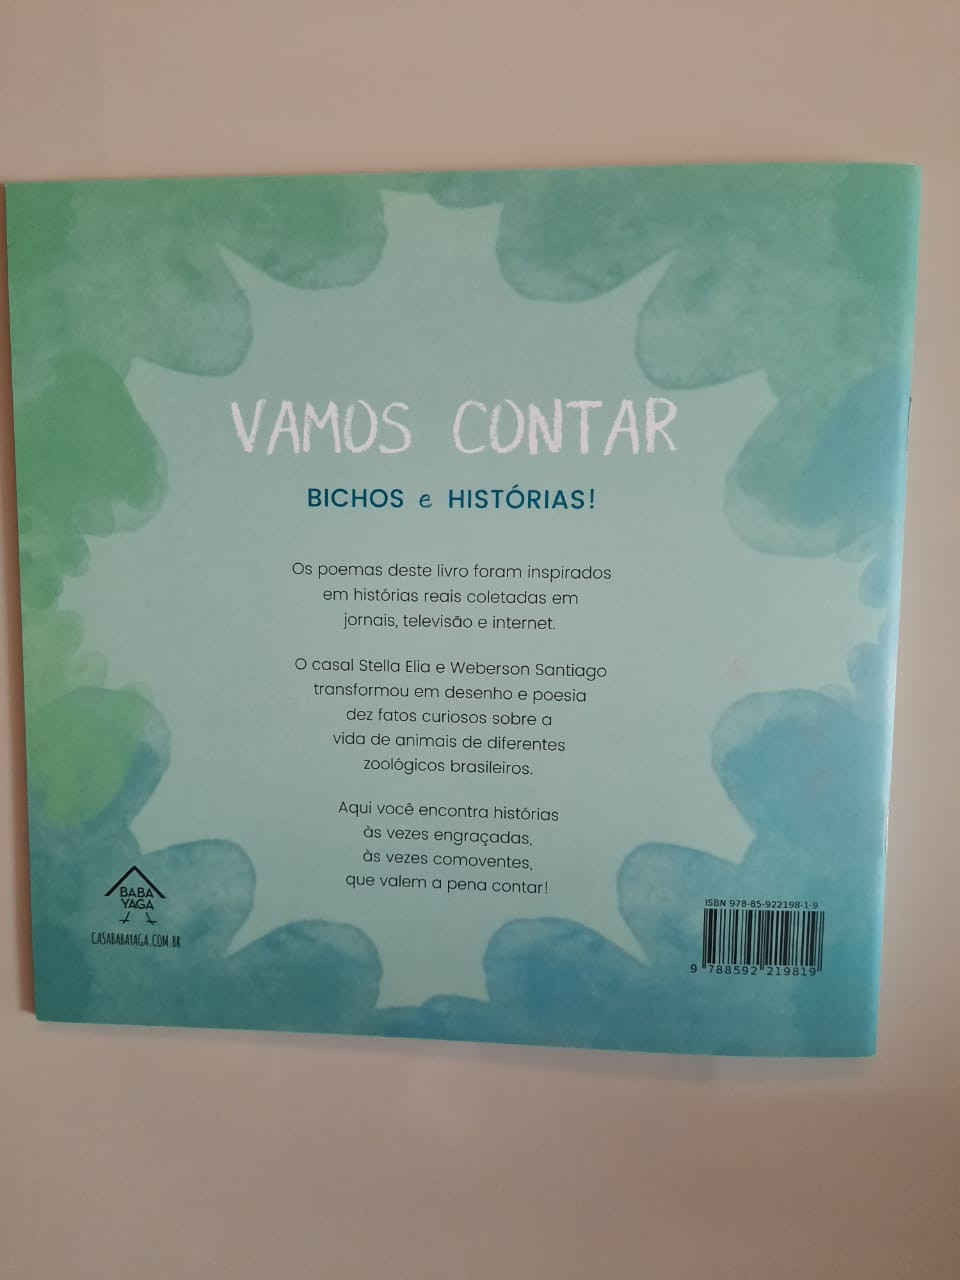 VAMOS CONTAR
BICHOS e HISTÓRIAS!
Os poemas deste livro foram inspirados
em histórias reais coletadas em
jornais, televisão e internet.
O casal Stella Elia e Weberson Santiago
transformou em desenho e poesia
dez fatos curiosos sobre a
vida de animais de diferentes
zoológicos brasileiros.
Aqui você encontra histórias
às vezes engraçadas,
às vezes comoventes,
que valem a pena contar!
BABA
YAGA
CASABABAYAGA.COM.BR
ISBN 978-85-922198-1-9
9 788592 219819